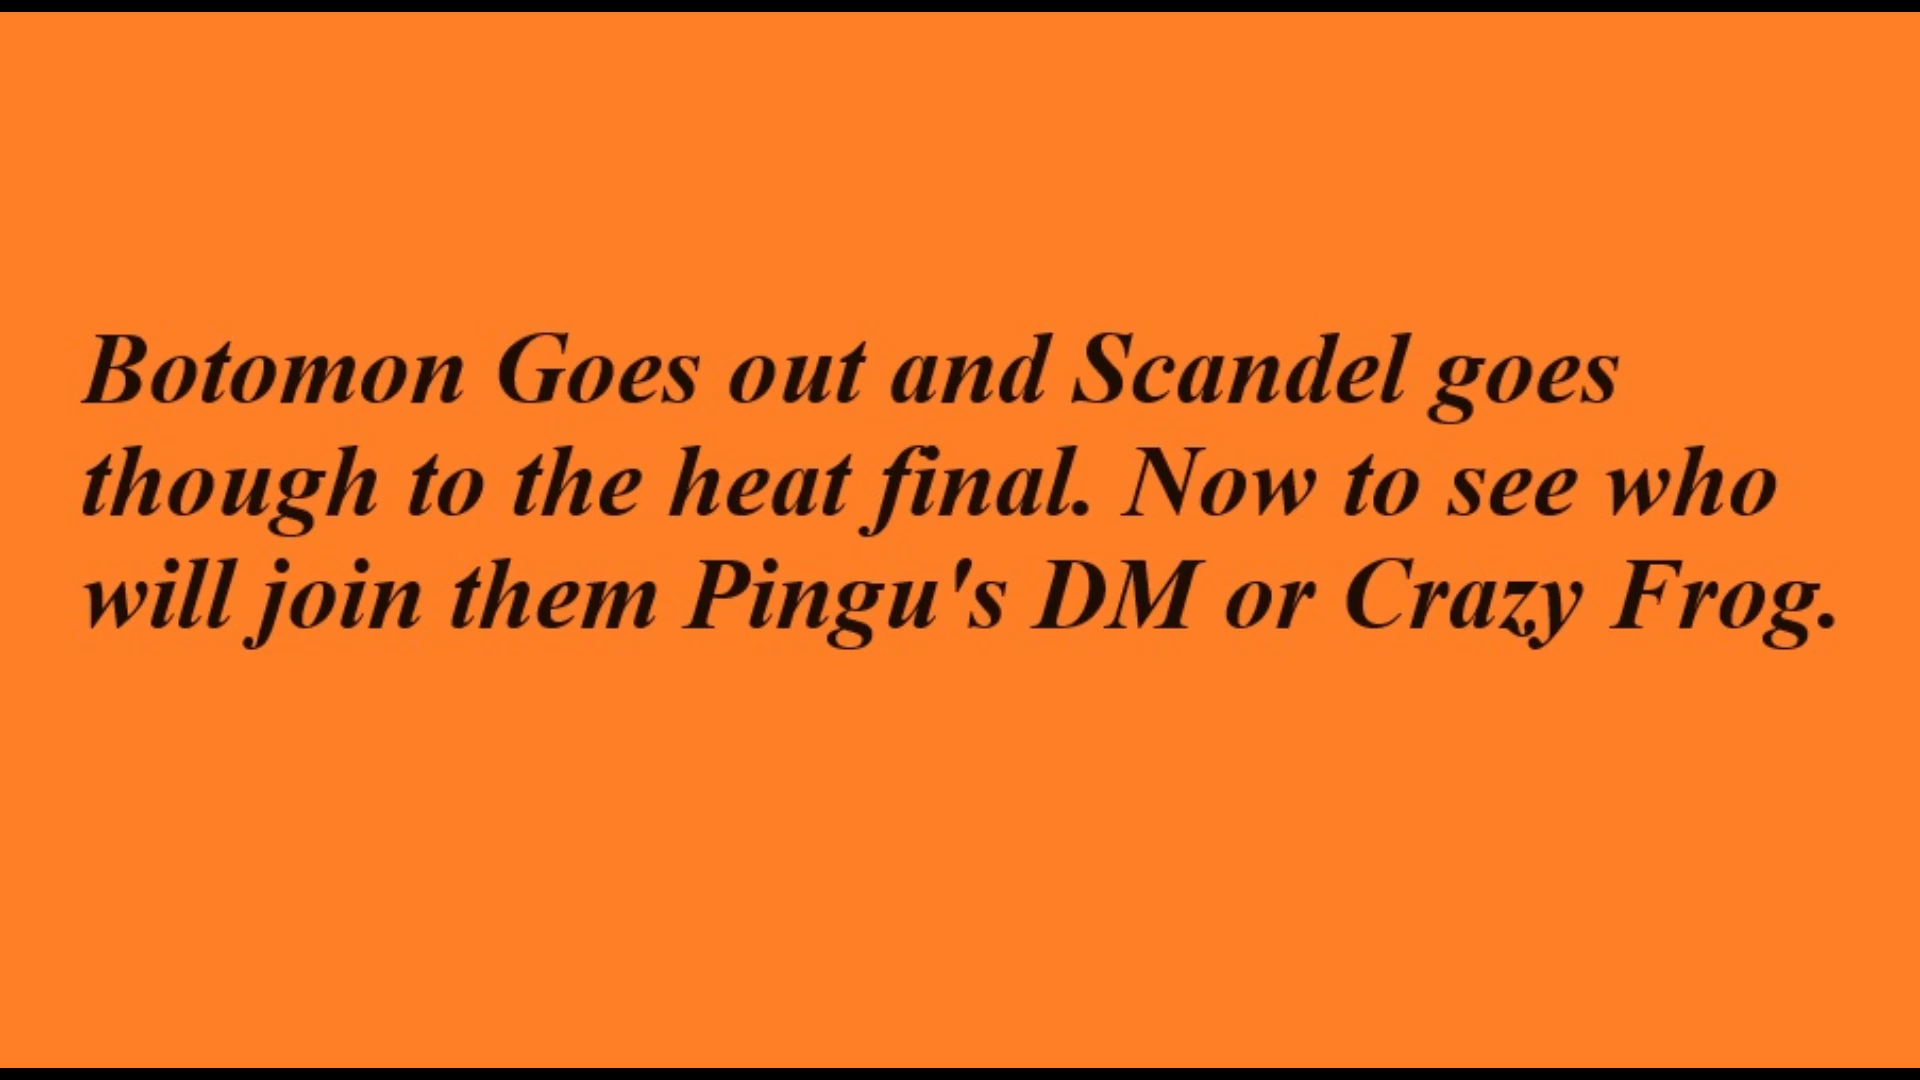 Botomon Goes out and Scandel goes
though to the heat final. Now to see who
will join them Pingu's DM or Crazy Frog.